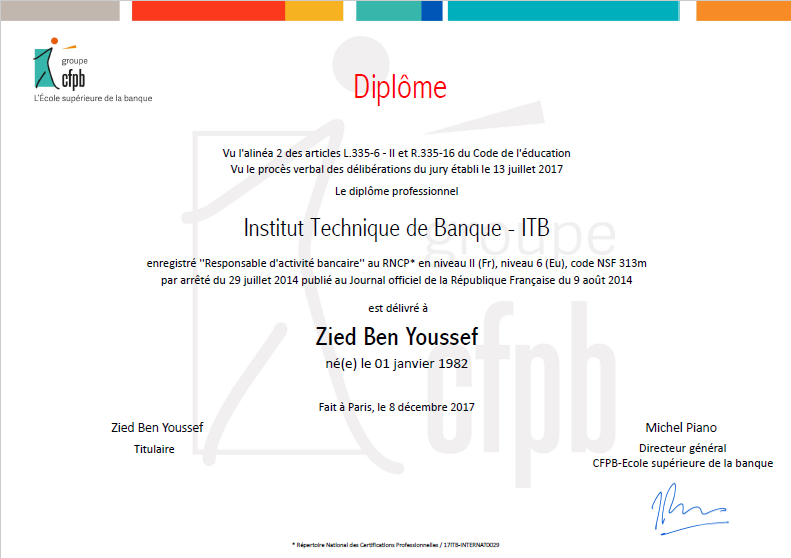 groupe
cfpb
L'École supérieure de la banque
Diplôme
Vu l'alinéa 2 des articles L.335-6 - II et R.335-16 du Code de l'éducation
Vu le procès verbal des délibérations du jury établi le 13 juillet 2017
Le diplôme professionnel
Institut Technique de Banque - ITB
groupe
enregistré "Responsable d'activité bancaire" au RNCP* en niveau II (Fr), niveau 6 (Eu), code NSF 313m
par arrêté du 29 juillet 2014 publié au Journal officiel de la République Française du 9 août 2014
est délivré à
Zied Ben Youssef
né(e) le 01 janvier 1982
cfpb
Fait à Paris, le 8 décembre 2017
Zied Ben Youssef
Titulaire
Michel Piano
Directeur général
CFPB-Ecole supérieure de la banque
* Répertoire National des Certifications Professionnelles / 17ITB-INTERNAT0029